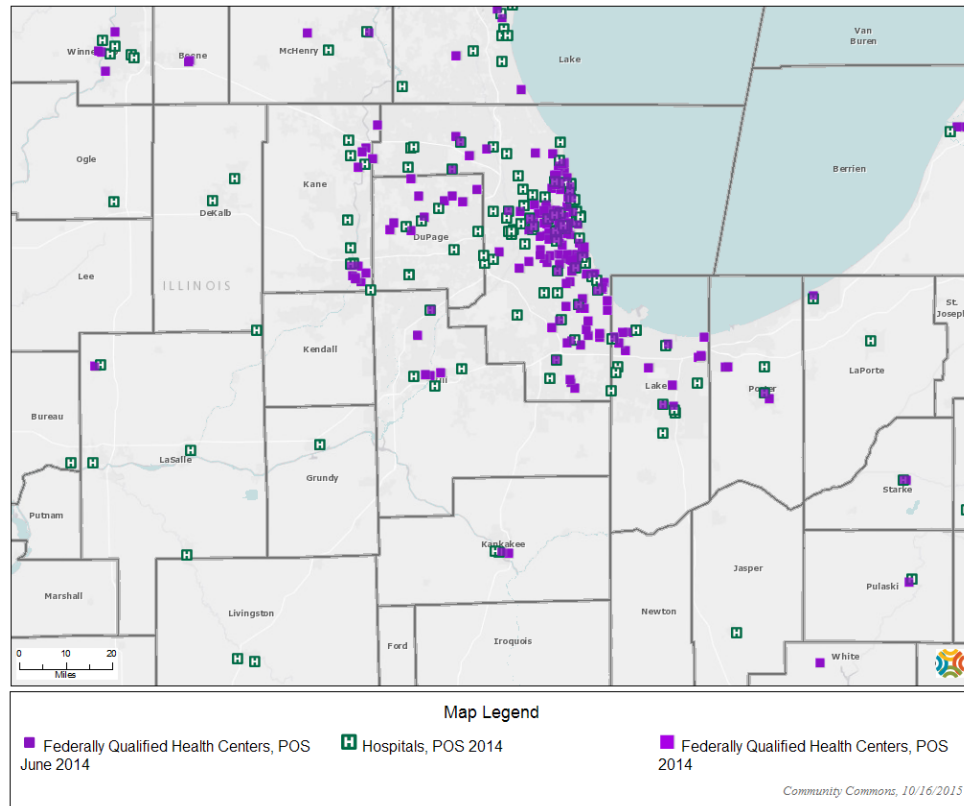 Van
Buren
Winne
Boone
McHenry
Lake
Ogle
Berrien
Kane
DeKalb
DuPage
Lee
ILLINOIS
St.
Joseph
Kendall
LaPorte
Lake
Porter
Bureau
LaSalle
Grundy
Starke
Putnam
Kankakee
Jasper
Pulaski
Marshall
Livingston
Newton
Ford
Iroquois
White
0 10 20
Miles
Map Legend
Federally Qualified Health Centers, POS
June 2014
H Hospitals, POS 2014
Federally Qualified Health Centers, POS
2014
Community Commons, 10/16/2015